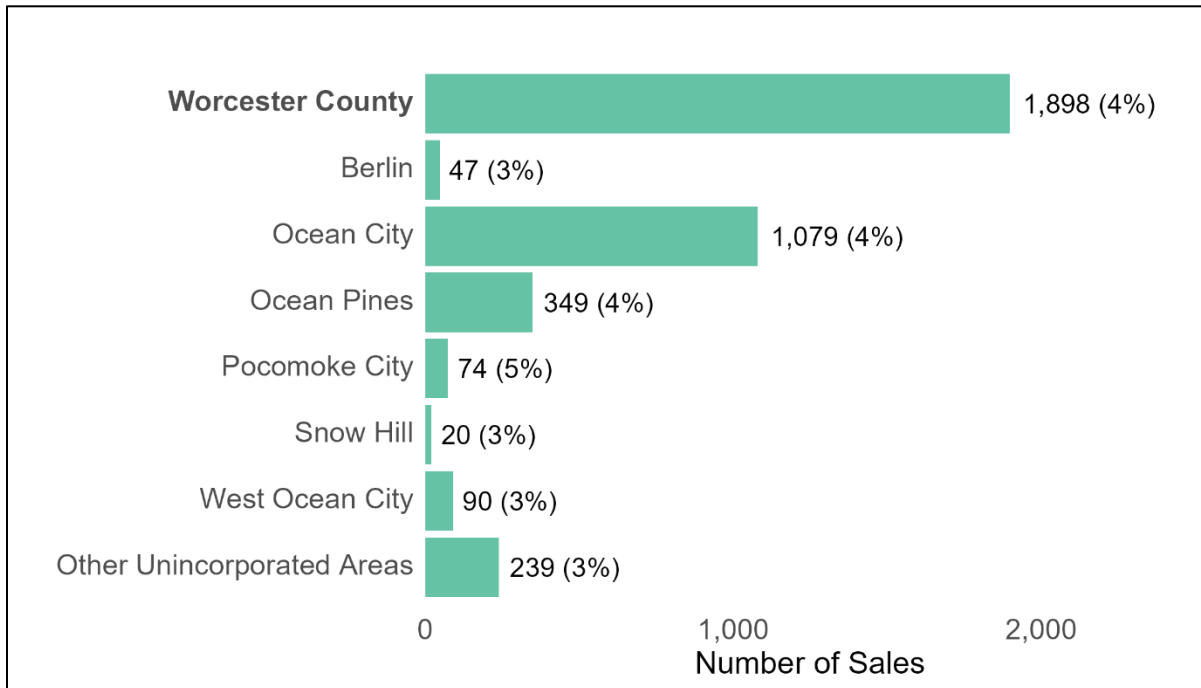 Worcester County 1,898 (4%)
Berlin 47 (3%)
Ocean City 1,079 (4%)
Ocean Pines 349 (4%)
Pocomoke City 74 (5%)
Snow Hill 20 (3%)
West Ocean City 90 (3%)
Other Unincorporated Areas 239 (3%)
0 1,000 2,000
Number of Sales